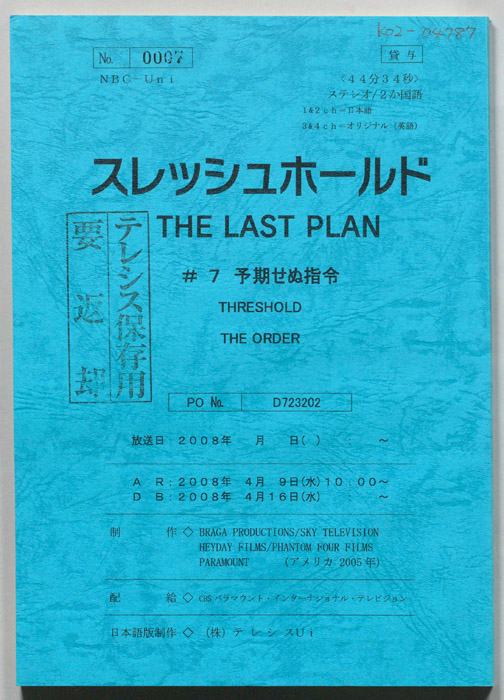 K02-04787
No. 0007
貸与
NBC-Uni
〈44分34秒〉
ステレオ/2か国語
1&2ch-日本語
3&4ch-オリジナル (英語)
スレッシュホールド
THE LAST PLAN
# 7 予期せぬ指令
THRESHOLD
THE ORDER
テレシス保存用
要返却
PO No. D723202
放送日:2008年 月 日( ) : ~
A R:2008年 4月 9日(水)10:00~
D B:2008年 4月16日(水) : ~
制 作 ◇ BRAGA PRODUCTIONS/SKY TELEVISION
HEYDAY FILMS/PHANTOM FOUR FILMS
PARAMOUNT (アメリカ 2005年)
配 給 ◇ CBSパラマウント・インターナショナル・テレビジョン
日本語版制作 ◇ (株) テレシスUi